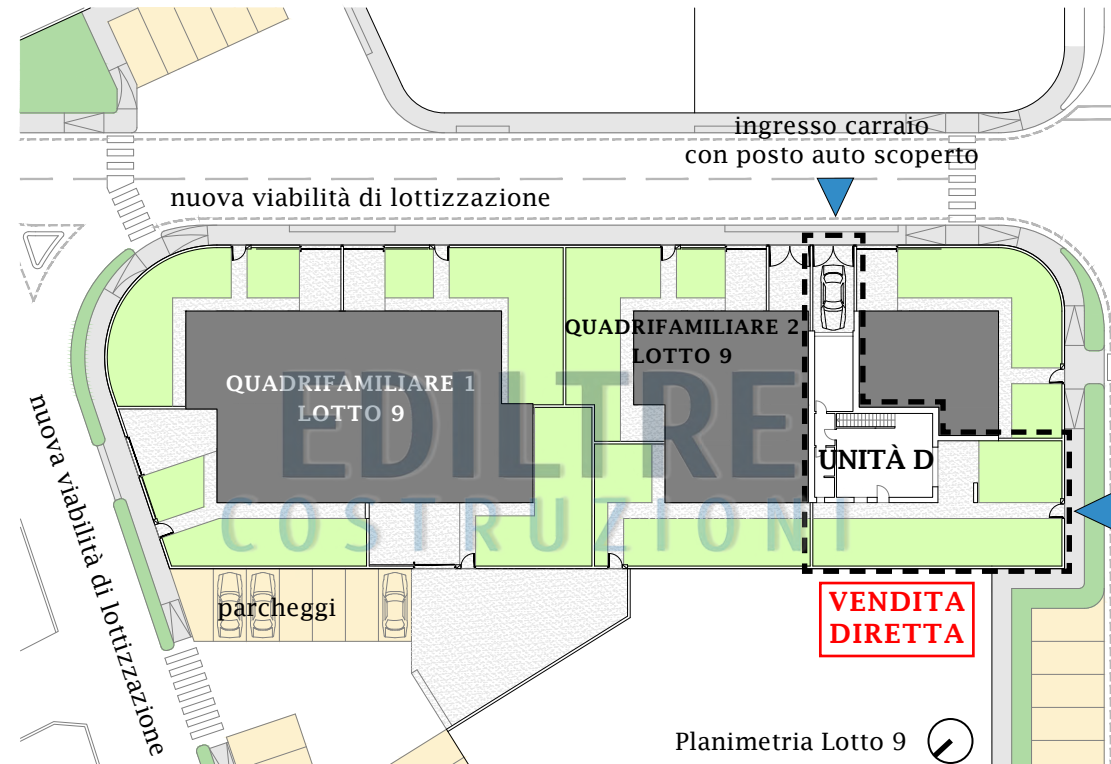 ingresso carraio
con posto auto scoperto
nuova viabilità di lottizzazione
QUADRIFAMILIARE 1
LOTTO 9
QUADRIFAMILIARE 2
LOTTO 9
EDILTRE
COSTRUZIONI
UNITÀ D
nuova viabilità di lottizzazione
parcheggi
VENDITA
DIRETTA
Planimetria Lotto 9